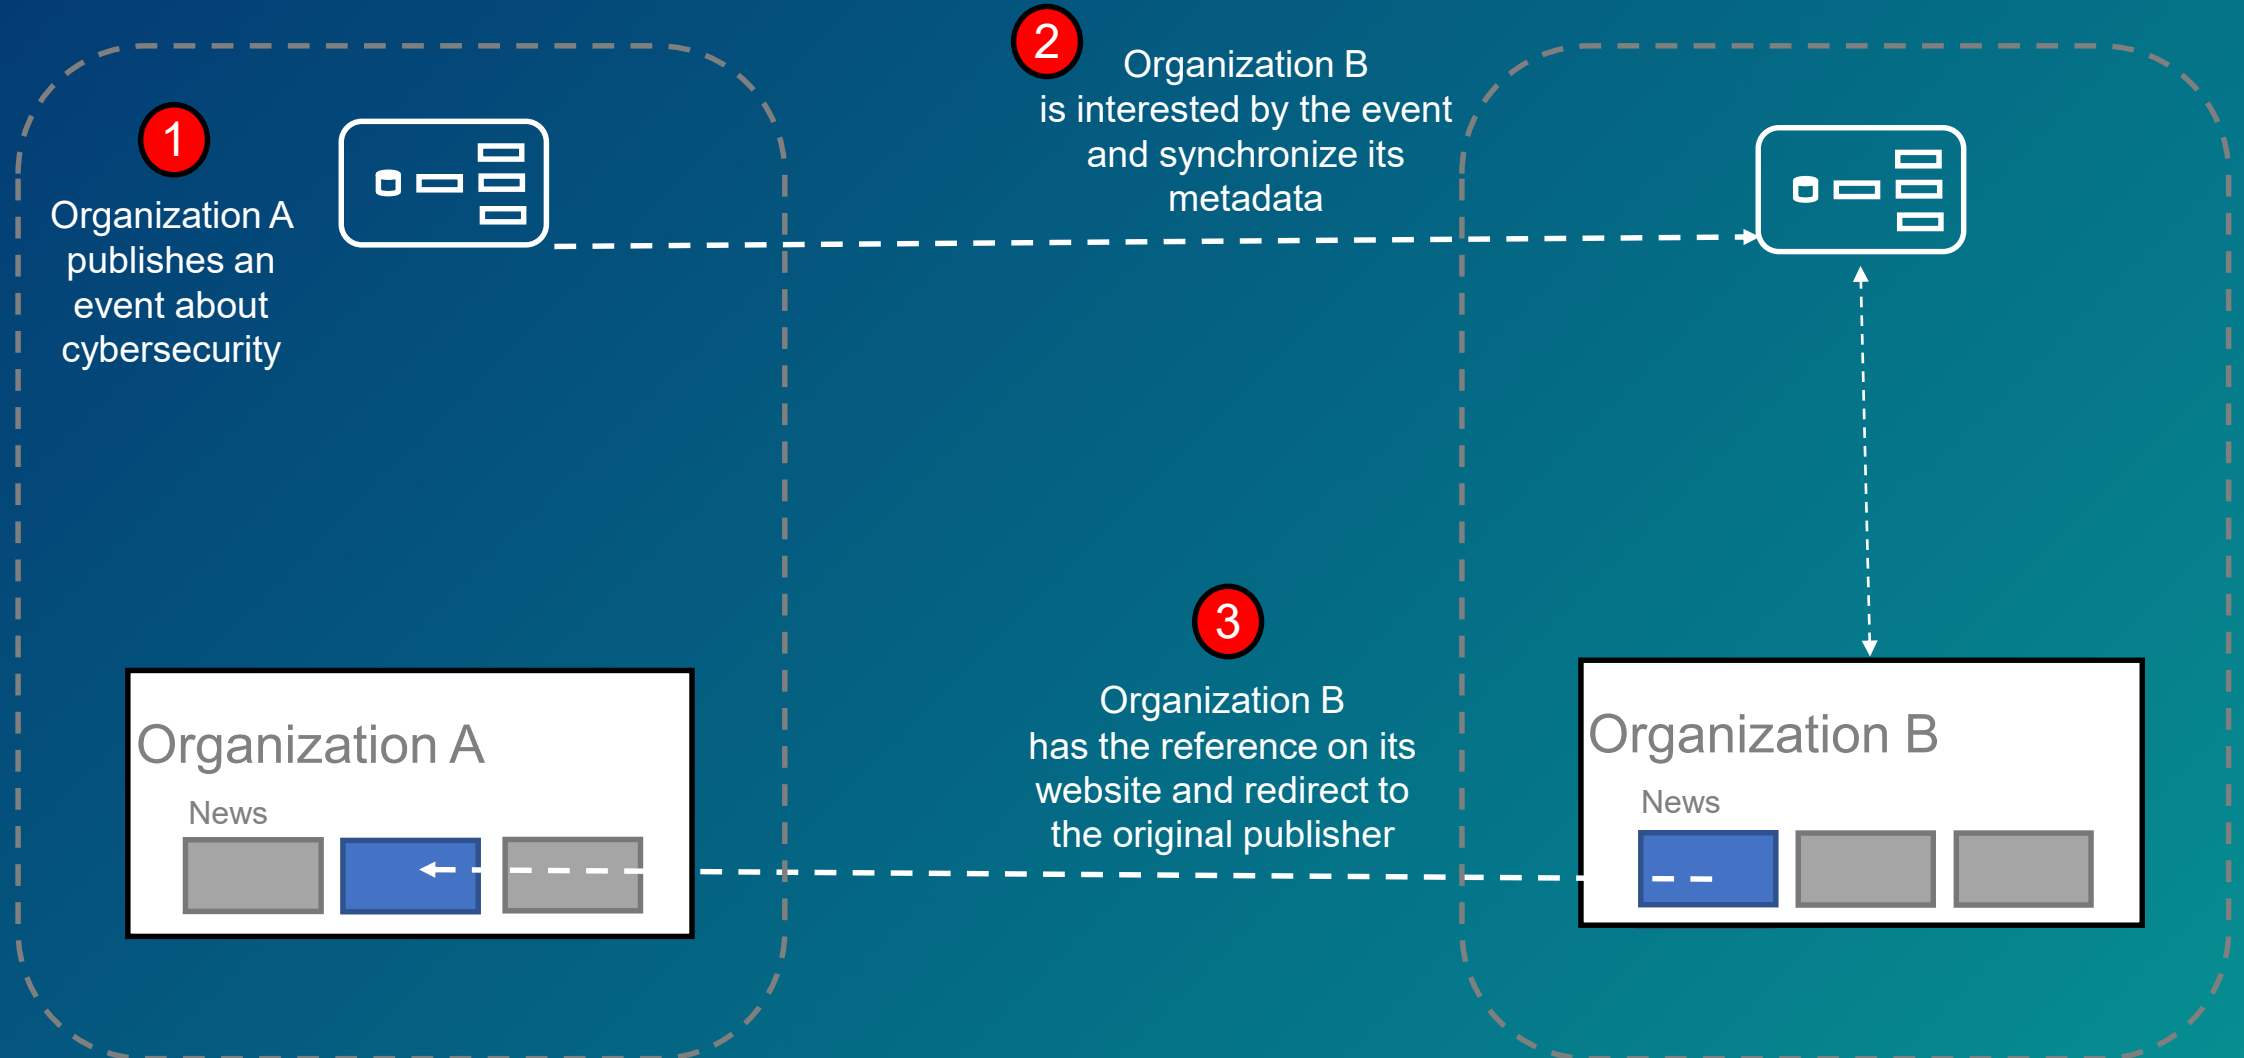 1
Organization A
publishes an
event about
cybersecurity
2
Organization B
is interested by the event
and synchronize its
metadata
3
Organization B
has the reference on its
website and redirect to
the original publisher
Organization A
News
Organization B
News